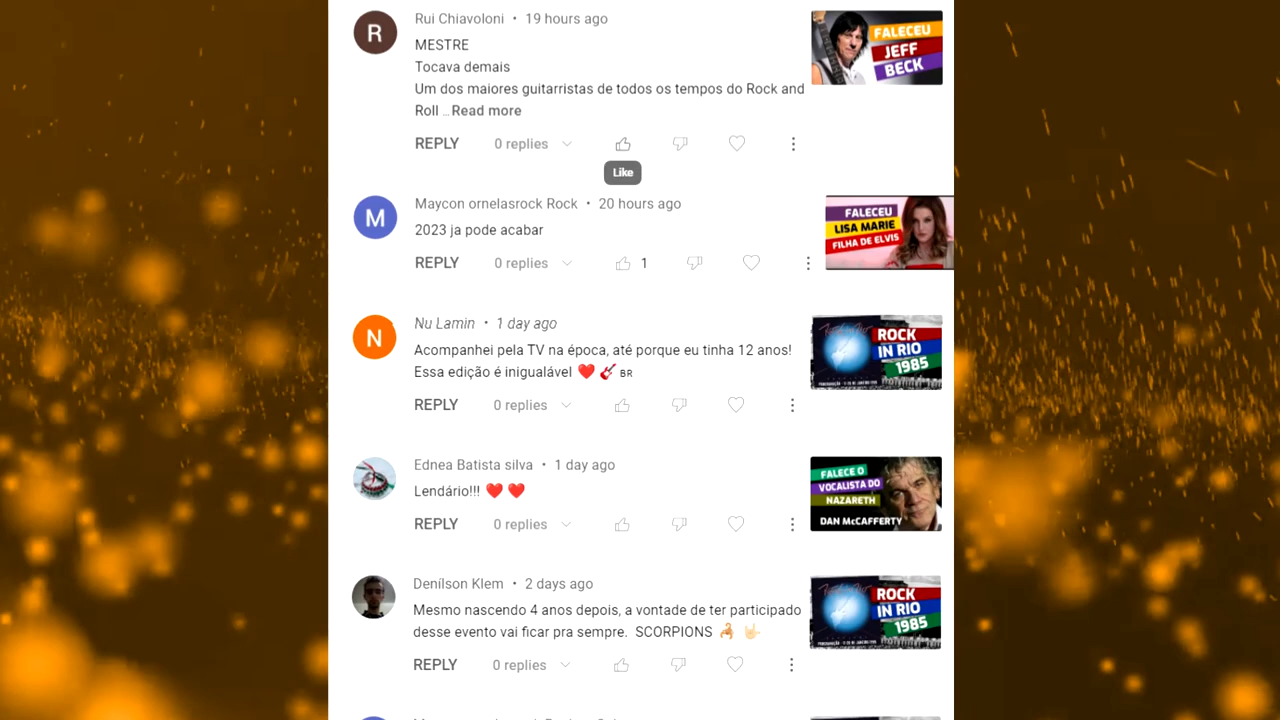 R
Rui Chiavoloni • 19 hours ago
MESTRE
Tocava demais
Um dos maiores guitarristas de todos os tempos do Rock and
Roll ...Read more
REPLY 0 replies
Like
FALECEU
JEFF
BECK
M
Maycon ornelasrock Rock • 20 hours ago
2023 ja pode acabar
REPLY 0 replies 1
FALECEU
LISA MARIE
FILHA DE ELVIS
N
Nu Lamin • 1 day ago
Acompanhei pela TV na época, até porque eu tinha 12 anos!
Essa edição é inigualável ❤️ 🎸 BR
REPLY 0 replies
ROCK
IN RIO
1985
Ednea Batista silva • 1 day ago
Lendário!!! ❤️ ❤️
REPLY 0 replies
FALECE O
VOCALISTA DO
NAZARETH
DAN McCAFFERTY
Denílson Klem • 2 days ago
Mesmo nascendo 4 anos depois, a vontade de ter participado
desse evento vai ficar pra sempre. SCORPIONS 🦂 🤘🏻
REPLY 0 replies
ROCK
IN RIO
1985